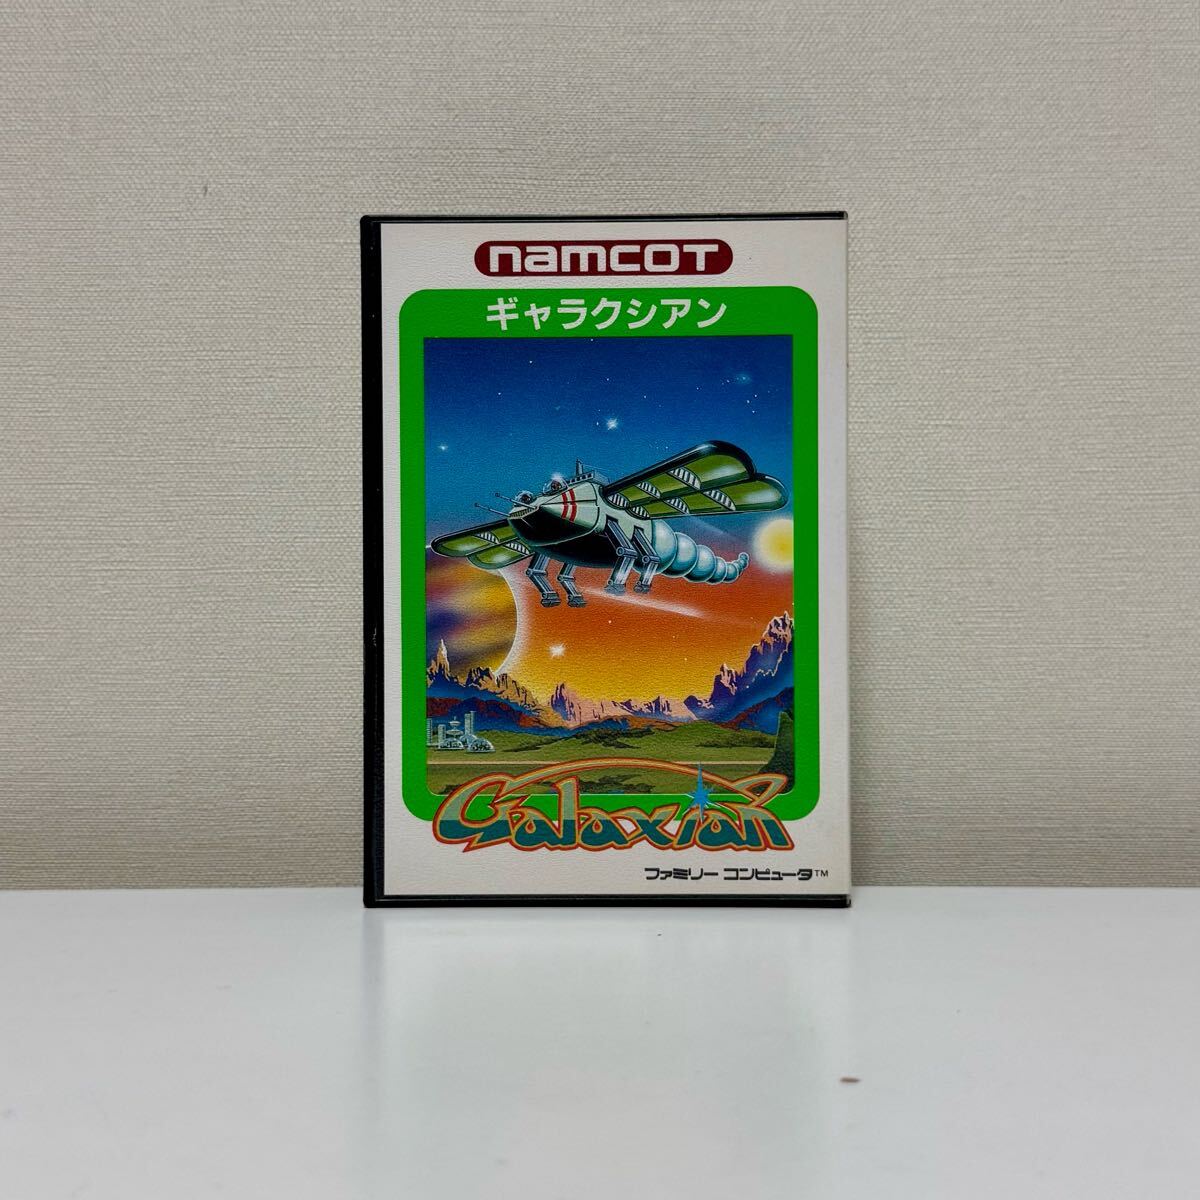 namcoT
ギャラクシアン
Galaxian
ファミリー コンピュータ™